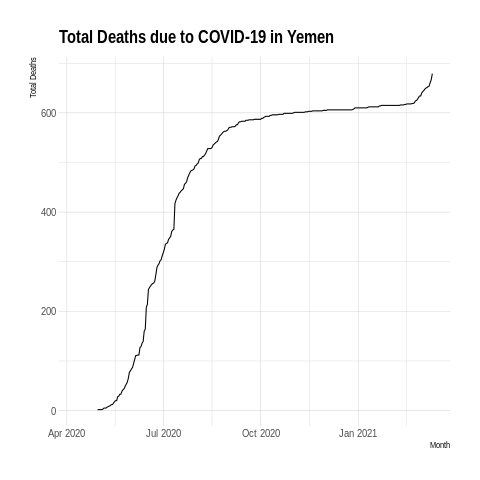 Total Deaths due to COVID-19 in Yemen
Total Deaths
600
400
200
0
Apr 2020 Jul 2020 Oct 2020 Jan 2021
Month